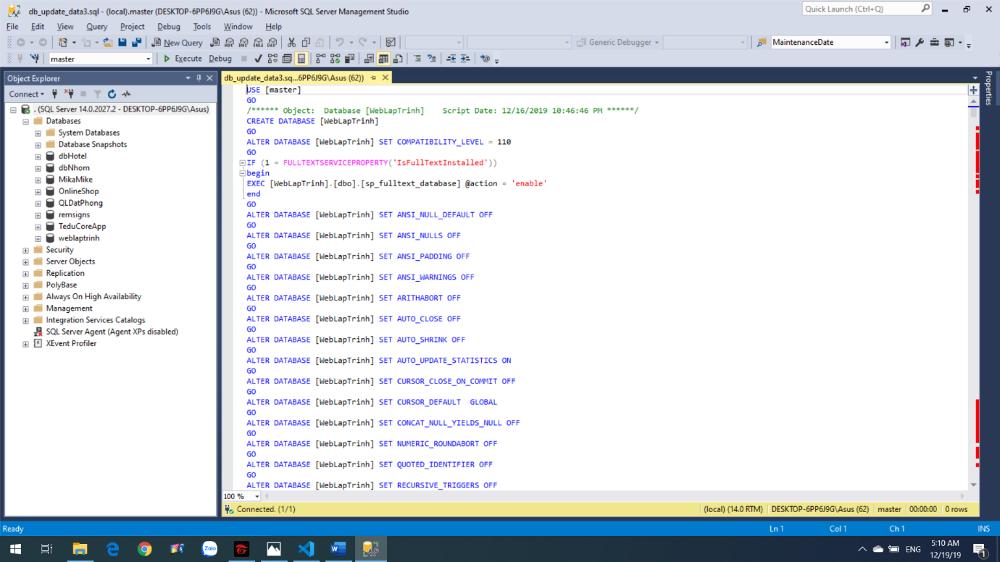 db_update_data3.sql - (local).master (DESKTOP-6PP6J9G\Asus (62)) - Microsoft SQL Server Management Studio
Quick Launch (Ctrl+Q)
File Edit View Query Project Debug Tools Window Help
New Query
Generic Debugger
MaintenanceDate
master
Execute Debug
Object Explorer
Connect
. (SQL Server 14.0.2027.2 - DESKTOP-6PP6J9G\Asus)
Databases
System Databases
Database Snapshots
dbHotel
dbNhom
MikaMike
OnlineShop
QLDatPhong
remsigns
TeduCoreApp
weblaptrinh
Security
Server Objects
Replication
PolyBase
Always On High Availability
Management
Integration Services Catalogs
SQL Server Agent (Agent XPs disabled)
XEvent Profiler
db_update_data3.sq...6PP6J9G\Asus (62))
USE [master]
GO
/****** Object:  Database [WebLapTrinh]    Script Date: 12/16/2019 10:46:46 PM ******/
CREATE DATABASE [WebLapTrinh]
GO
ALTER DATABASE [WebLapTrinh] SET COMPATIBILITY_LEVEL = 110
GO
IF (1 = FULLTEXTSERVICEPROPERTY('IsFullTextInstalled'))
begin
EXEC [WebLapTrinh].[dbo].[sp_fulltext_database] @action = 'enable'
end
GO
ALTER DATABASE [WebLapTrinh] SET ANSI_NULL_DEFAULT OFF
GO
ALTER DATABASE [WebLapTrinh] SET ANSI_NULLS OFF
GO
ALTER DATABASE [WebLapTrinh] SET ANSI_PADDING OFF
GO
ALTER DATABASE [WebLapTrinh] SET ANSI_WARNINGS OFF
GO
ALTER DATABASE [WebLapTrinh] SET ARITHABORT OFF
GO
ALTER DATABASE [WebLapTrinh] SET AUTO_CLOSE OFF
GO
ALTER DATABASE [WebLapTrinh] SET AUTO_SHRINK OFF
GO
ALTER DATABASE [WebLapTrinh] SET AUTO_UPDATE_STATISTICS ON
GO
ALTER DATABASE [WebLapTrinh] SET CURSOR_CLOSE_ON_COMMIT OFF
GO
ALTER DATABASE [WebLapTrinh] SET CURSOR_DEFAULT  GLOBAL
GO
ALTER DATABASE [WebLapTrinh] SET CONCAT_NULL_YIELDS_NULL OFF
GO
ALTER DATABASE [WebLapTrinh] SET NUMERIC_ROUNDABORT OFF
GO
ALTER DATABASE [WebLapTrinh] SET QUOTED_IDENTIFIER OFF
GO
ALTER DATABASE [WebLapTrinh] SET RECURSIVE_TRIGGERS OFF
Properties
100 %
Connected. (1/1)
(local) (14.0 RTM) DESKTOP-6PP6J9G\Asus (62) master 00:00:00 0 rows
Ready
Ln 1 Col 1 Ch 1 INS
Zalo
ENG
5:10 AM
12/19/19
1